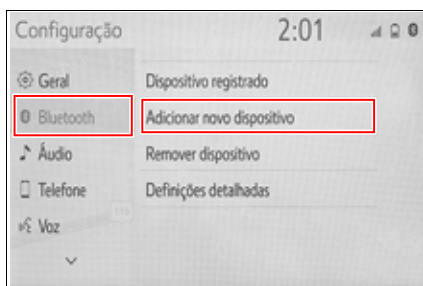 Configuração 2:01
Geral
Bluetooth
Áudio
Telefone
Voz
Dispositivo registrado
Adicionar novo dispositivo
Remover dispositivo
Definições detalhadas